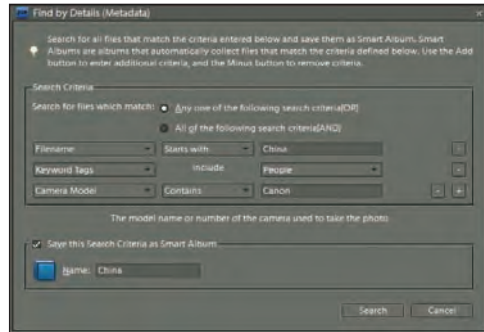 Find by Details (Metadata)
Search for all files that match the criteria entered below and save them as Smart Album. Smart
Albums are albums that automatically collect files that match the criteria defined below. Use the Add
button to enter additional criteria, and the Minus button to remove criteria.
Search Criteria
Search for files which match: Any one of the following search criteria[OR]
All of the following search criteria[AND]
Filename Starts with China -
Keyword Tags Include People -
Camera Model Contains Canon - +
The model name or number of the camera used to take the photo
Save this Search Criteria as Smart Album
Name: China
Search Cancel